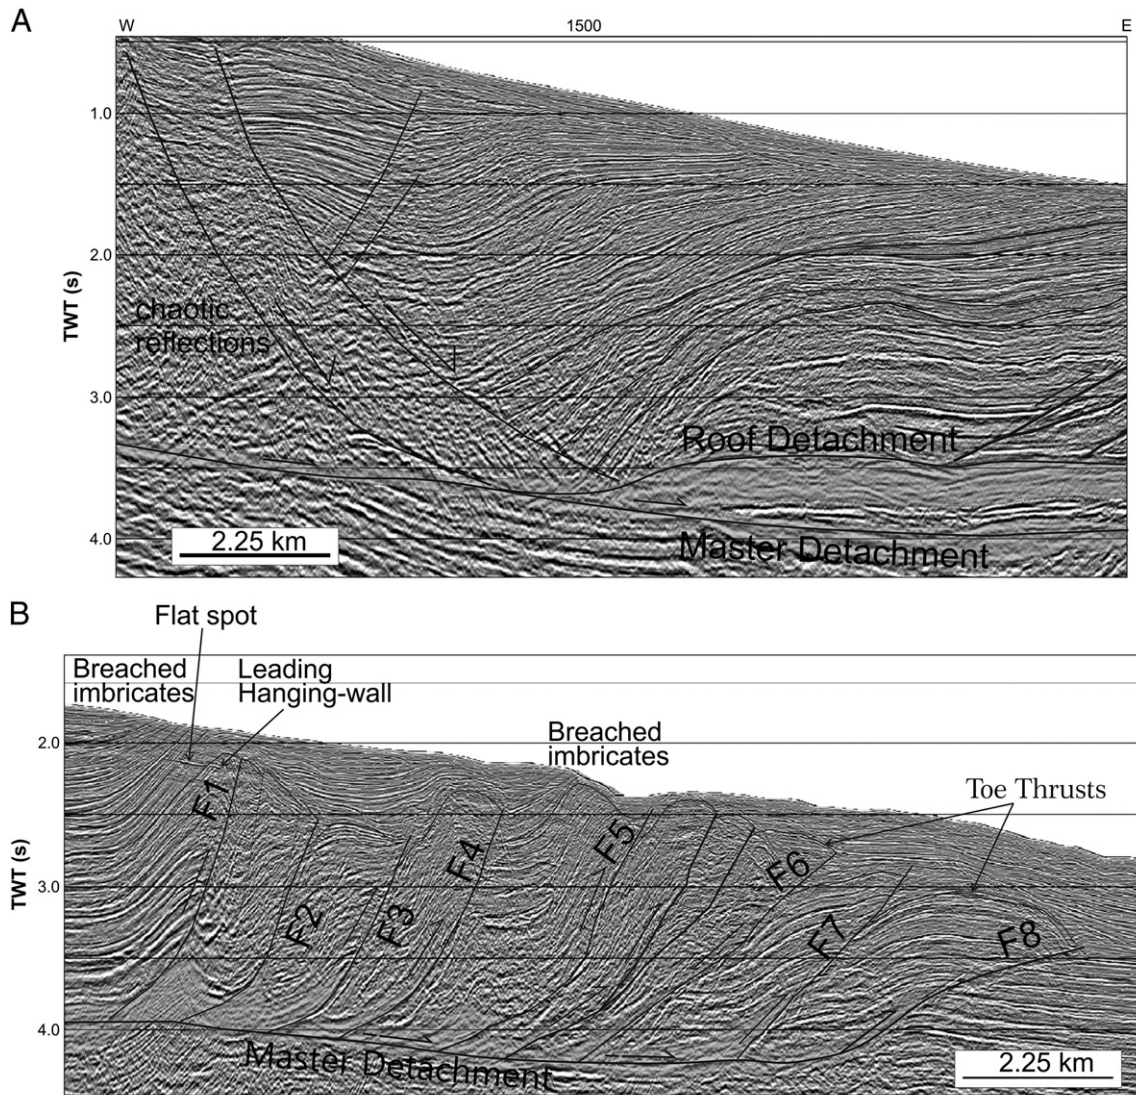 A
W 1500 E
1.0
2.0
TWT (s)
chaotic
reflections
3.0
Roof Detachment
4.0
2.25 km
Master Detachment
B
Flat spot
Breached
imbricates
Leading
Hanging-wall
Breached
imbricates
2.0
Toe Thrusts
F1
F5
F4
F6
TWT (s)
3.0
F2
F3
F7
F8
4.0
Master Detachment
2.25 km